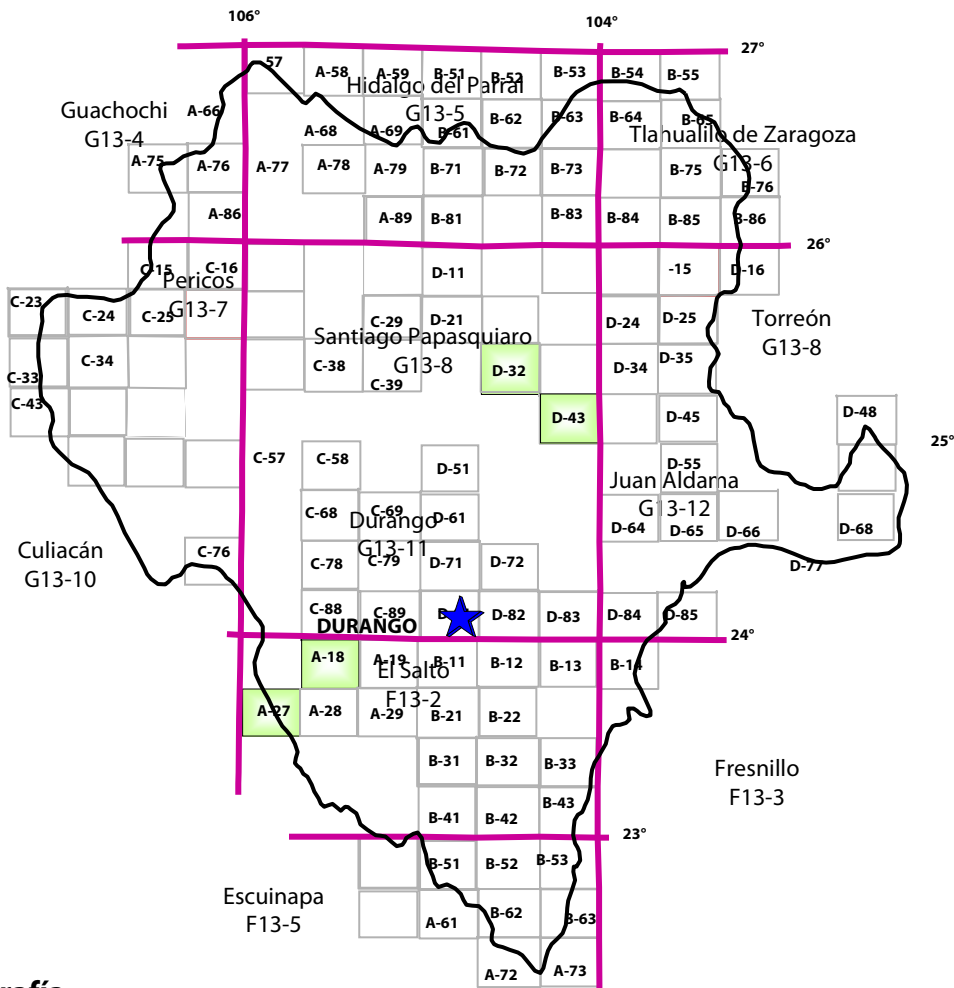 106°
104°
27°
57
A-58
A-59
B-51
B-52
B-53
B-54
B-55
Hidalgo del Parral
G13-5
Guachochi
G13-4
A-66
A-68
A-69
B-61
B-62
B-63
B-64
B-65
Tlahualilo de Zaragoza
G13-6
A-75
A-76
A-77
A-78
A-79
B-71
B-72
B-73
B-75
B-76
A-86
A-89
B-81
B-83
B-84
B-85
B-86
26°
C-15
C-16
D-11
-15
D-16
Pericos
G13-7
C-23
C-24
C-25
C-29
D-21
D-24
D-25
Torreón
G13-8
Santiago Papasquiaro
G13-8
C-33
C-34
C-38
C-39
D-32
D-34
D-35
C-43
D-43
D-45
D-48
25°
C-57
C-58
D-51
D-55
Juan Aldama
G13-12
C-68
C-69
D-61
D-64
D-65
D-66
D-68
Durango
G13-11
Culiacán
G13-10
C-76
C-78
C-79
D-71
D-72
D-77
C-88
C-89
D-82
D-83
D-84
D-85
DURANGO
24°
A-18
A-19
B-11
B-12
B-13
B-14
El Salto
F13-2
A-27
A-28
A-29
B-21
B-22
B-31
B-32
B-33
Fresnillo
F13-3
B-41
B-42
B-43
23°
B-51
B-52
B-53
Escuinapa
F13-5
A-61
B-62
B-63
A-72
A-73